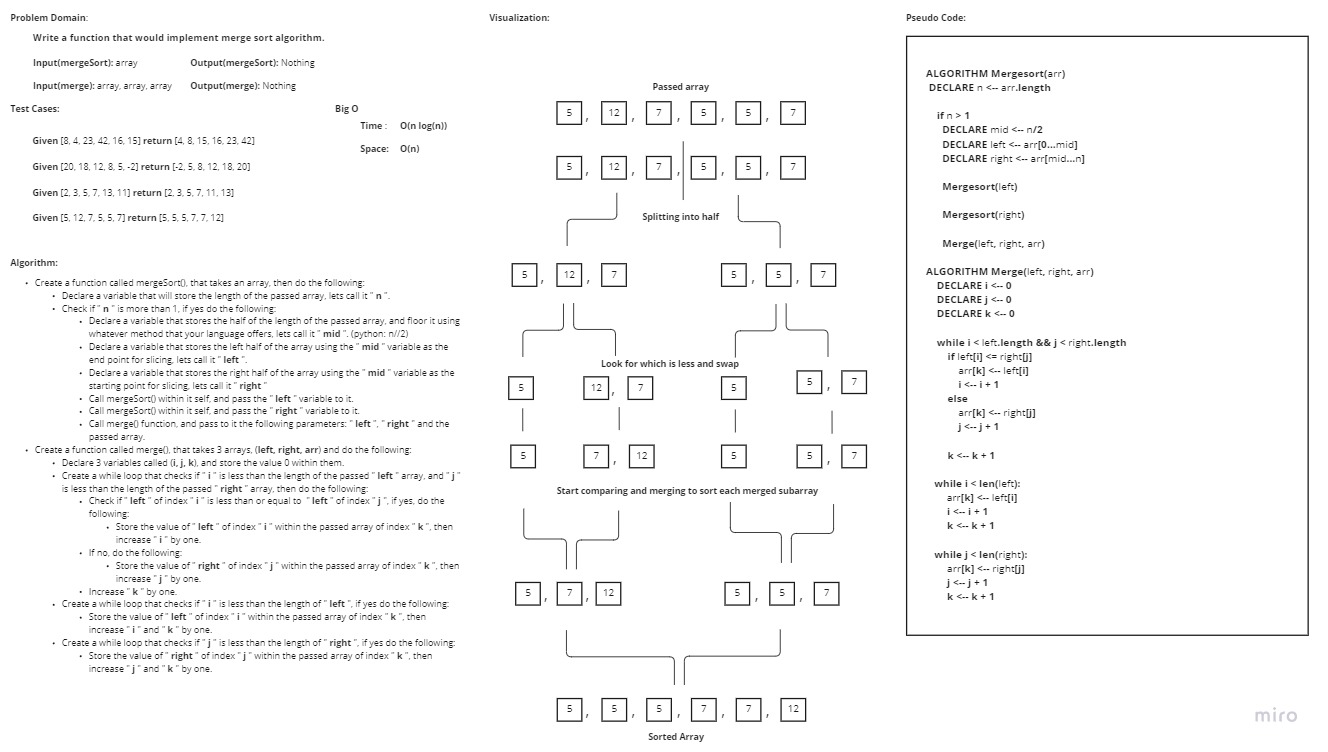 Problem Domain:
Write a function that would implement merge sort algorithm.
Input(mergeSort): array Output(mergeSort): Nothing
Input(merge): array, array, array Output(merge): Nothing
Test Cases:
Given [8, 4, 23, 42, 16, 15] return [4, 8, 15, 16, 23, 42]
Given [20, 18, 12, 8, 5, -2] return [-2, 5, 8, 12, 18, 20]
Given [2, 3, 5, 7, 13, 11] return [2, 3, 5, 7, 11, 13]
Given [5, 12, 7, 5, 5, 7] return [5, 5, 5, 7, 7, 12]
Big O
Time : O(n log(n))
Space: O(n)
Algorithm:
• Create a function called mergeSort(), that takes an array, then do the following:
• Declare a variable that will store the length of the passed array, lets call it " n ".
• Check if " n " is more than 1, if yes do the following:
• Declare a variable that stores the half of the length of the passed array, and floor it using
whatever method that your language offers, lets call it " mid ". (python: n//2)
• Declare a variable that stores the left half of the array using the " mid " variable as the
end point for slicing, lets call it " left ".
• Declare a variable that stores the right half of the array using the " mid " variable as the
starting point for slicing, lets call it " right "
• Call mergeSort() within it self, and pass the " left " variable to it.
• Call mergeSort() within it self, and pass the " right " variable to it.
• Call merge() function, and pass to it the following parameters: " left ", " right " and the
passed array.
• Create a function called merge(), that takes 3 arrays, (left, right, arr) and do the following:
• Declare 3 variables called (i, j, k), and store the value 0 within them.
• Create a while loop that checks if " i " is less than the length of the passed " left " array, and " j "
is less than the length of the passed " right " array, then do the following:
• Check if " left " of index " i " is less than or equal to " left " of index " j ", if yes, do the
following:
• Store the value of " left " of index " i " within the passed array of index " k ", then
increase " i " by one.
• If no, do the following:
• Store the value of " right " of index " j " within the passed array of index " k ", then
increase " j " by one.
• Increase " k " by one.
• Create a while loop that checks if " i " is less than the length of " left ", if yes do the following:
• Store the value of " left " of index " i " within the passed array of index " k ", then
increase " i " and " k " by one.
• Create a while loop that checks if " j " is less than the length of " right ", if yes do the following:
• Store the value of " right " of index " j " within the passed array of index " k ", then
increase " j " and " k " by one.
Visualization:
Passed array
5 , 12 , 7 , 5 , 5 , 7
5 , 12 , 7 , 5 , 5 , 7
Splitting into half
5 , 12 , 7 5 , 5 , 7
Look for which is less and swap
5 12 , 7 5 5 , 7
5 7 , 12 5 5 , 7
Start comparing and merging to sort each merged subarray
5 , 7 , 12 5 , 5 , 7
5 , 5 , 5 , 7 , 7 , 12
Sorted Array
Pseudo Code:
ALGORITHM Mergesort(arr)
DECLARE n <-- arr.length
if n > 1
DECLARE mid <-- n/2
DECLARE left <-- arr[0...mid]
DECLARE right <-- arr[mid...n]
Mergesort(left)
Mergesort(right)
Merge(left, right, arr)
ALGORITHM Merge(left, right, arr)
DECLARE i <-- 0
DECLARE j <-- 0
DECLARE k <-- 0
while i < left.length && j < right.length
if left[i] <= right[j]
arr[k] <-- left[i]
i <-- i + 1
else
arr[k] <-- right[j]
j <-- j + 1
k <-- k + 1
while i < len(left):
arr[k] <-- left[i]
i <-- i + 1
k <-- k + 1
while j < len(right):
arr[k] <-- right[j]
j <-- j + 1
k <-- k + 1
miro